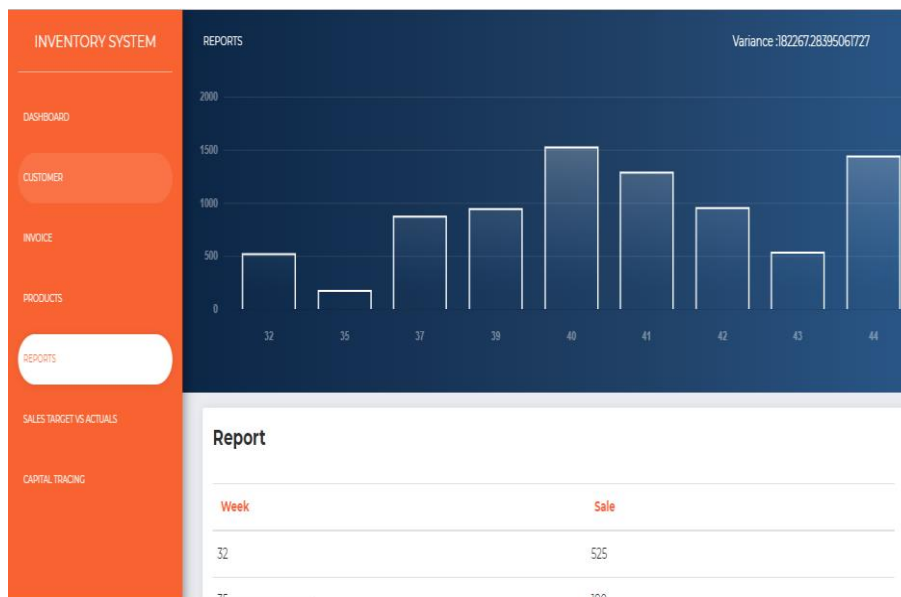 INVENTORY SYSTEM
DASHBOARD
CUSTOMER
INVOICE
PRODUCTS
REPORTS
SALES TARGET VS ACTUALS
CAPITAL TRACING
REPORTS
Variance :182267.28395061727
2000
1500
1000
500
0
32 35 37 39 40 41 42 43 44
Report
Week Sale
32 525